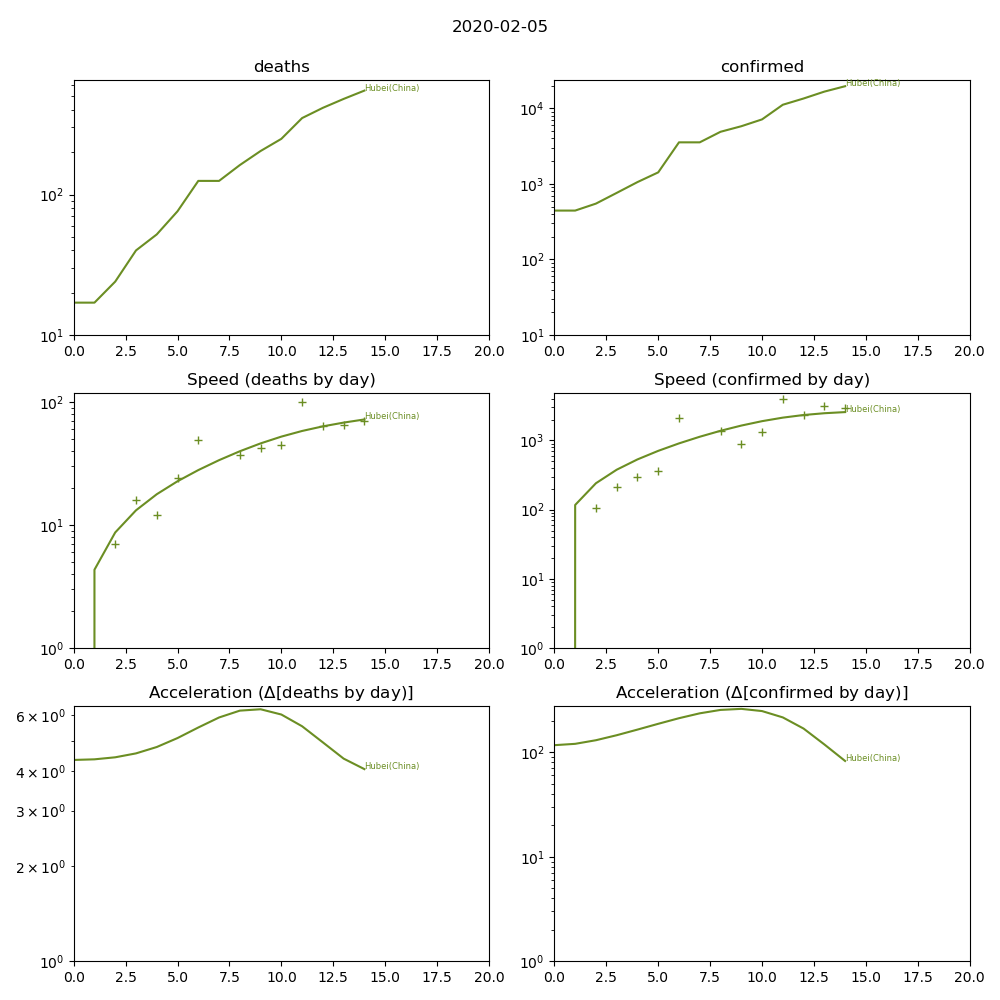 2020-02-05
deaths
confirmed
Hubei(China)
Hubei(China)
10²
10¹
10⁴
10³
10²
10¹
0.0 2.5 5.0 7.5 10.0 12.5 15.0 17.5 20.0
0.0 2.5 5.0 7.5 10.0 12.5 15.0 17.5 20.0
Speed (deaths by day)
Speed (confirmed by day)
Hubei(China)
Hubei(China)
10²
10¹
10⁰
10³
10²
10¹
10⁰
0.0 2.5 5.0 7.5 10.0 12.5 15.0 17.5 20.0
0.0 2.5 5.0 7.5 10.0 12.5 15.0 17.5 20.0
Acceleration (Δ[deaths by day)]
Acceleration (Δ[confirmed by day)]
Hubei(China)
Hubei(China)
6 × 10⁰
4 × 10⁰
3 × 10⁰
2 × 10⁰
10⁰
10²
10¹
10⁰
0.0 2.5 5.0 7.5 10.0 12.5 15.0 17.5 20.0
0.0 2.5 5.0 7.5 10.0 12.5 15.0 17.5 20.0